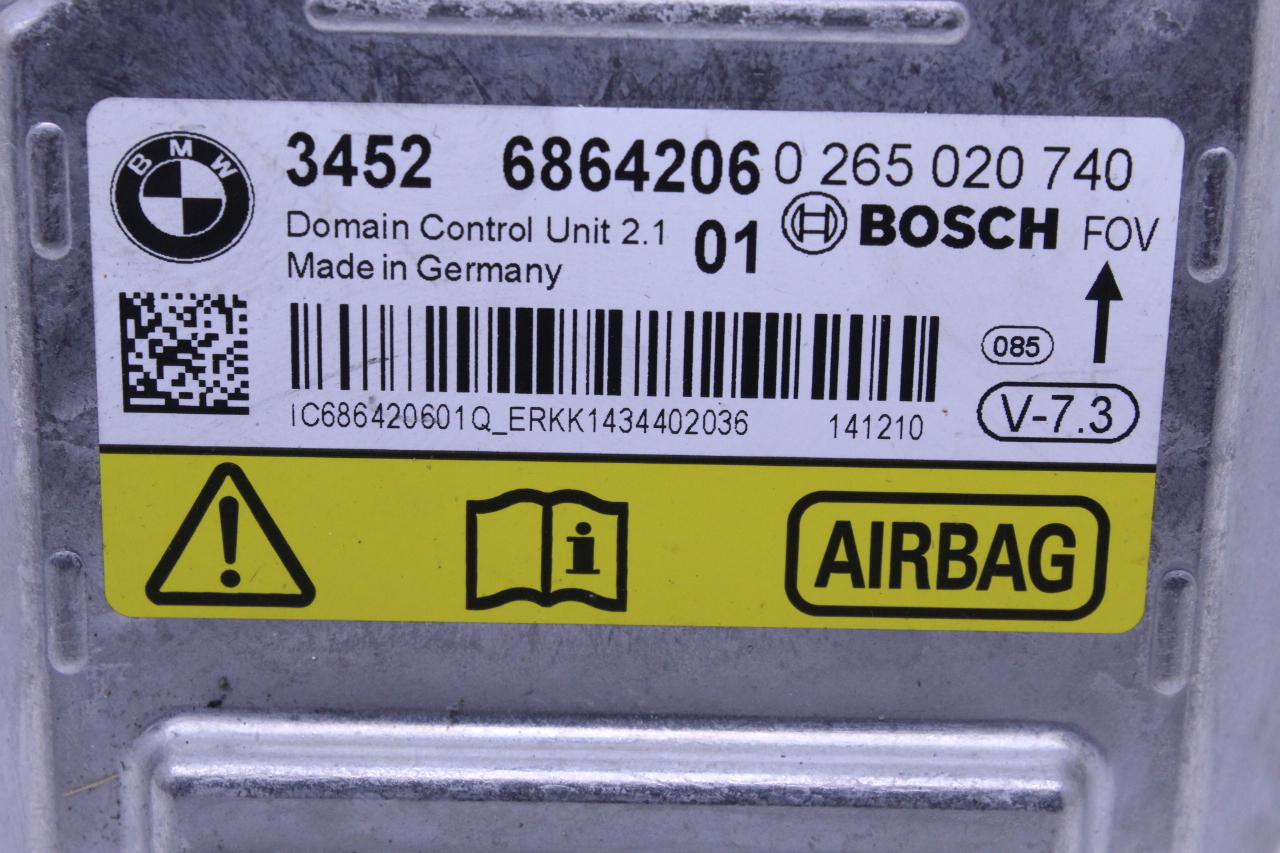 BMW
3452 6864206 0 265 020 740
Domain Control Unit 2.1 01 BOSCH FOV
Made in Germany
085
IC686420601Q_ERKK1434402036 141210 V-7.3
AIRBAG